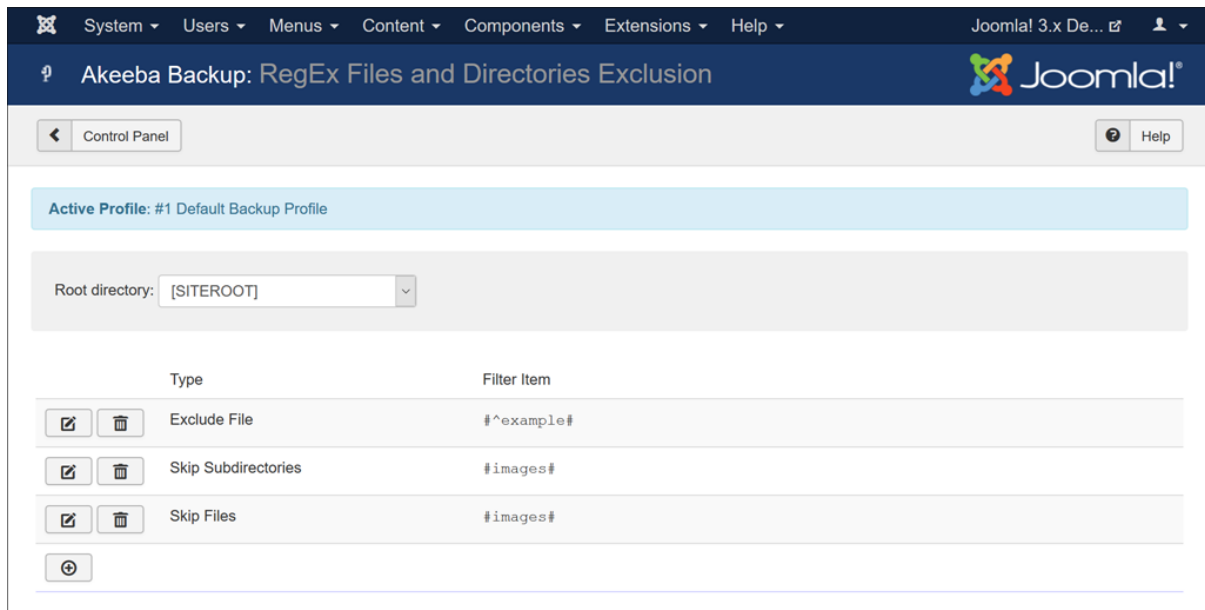 System Users Menus Content Components Extensions Help Joomla! 3.x De...
Akeeba Backup: RegEx Files and Directories Exclusion Joomla!®
Control Panel Help
Active Profile: #1 Default Backup Profile
Root directory: [SITEROOT]
Type Filter Item
Exclude File #^example#
Skip Subdirectories #images#
Skip Files #images#